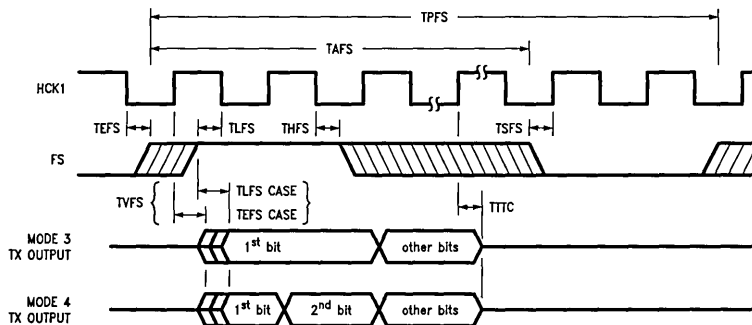 TPFS
TAFS
HCK1
TEFS
TLFS
THFS
TSFS
FS
TVFS
TLFS CASE
TEFS CASE
TTTC
MODE 3
TX OUTPUT
1st bit
other bits
MODE 4
TX OUTPUT
1st bit
2nd bit
other bits